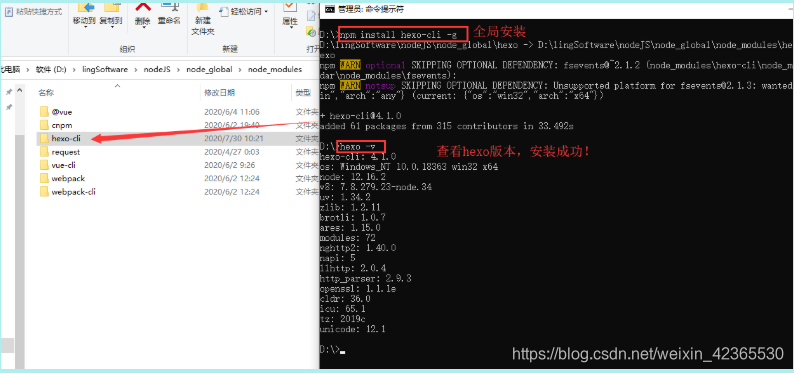 粘贴快捷方式
移动到 复制到
删除 重命名
新建
文件夹
轻松访问
属性
打开
组织
新建
此电脑 > 软件 (D:) > lingSoftware > nodeJS > node_global > node_modules
名称
修改日期
类型
@vue 2020/6/4 11:06 文件夹
cnpm 文件夹
hexo-cli 2020/7/30 10:21 文件夹
request 2020/4/27 0:03 文件夹
vue-cli 2020/6/2 9:26 文件夹
webpack 2020/6/2 12:24 文件夹
webpack-cli 2020/6/2 12:24 文件夹
管理员: 命令提示符
D:\>npm install hexo-cli -g
全局安装
D:\lingSoftware\nodeJS\node_global\hexo -> D:\lingSoftware\nodeJS\node_global\node_modules\he
exo
npm WARN optional SKIPPING OPTIONAL DEPENDENCY: fsevents@~2.1.2 (node_modules\hexo-cli\node_m
dar\node_modules\fsevents):
npm WARN notsup SKIPPING OPTIONAL DEPENDENCY: Unsupported platform for fsevents@2.1.3: wanted
in","arch":"any"} (current: {"os":"win32","arch":"x64"})
+ hexo-cli@4.1.0
added 61 packages from 315 contributors in 33.492s
D:\>hexo -v
查看hexo版本，安装成功！
hexo-cli: 4.1.0
os: Windows_NT 10.0.18363 win32 x64
node: 12.16.2
v8: 7.8.279.23-node.34
uv: 1.34.2
zlib: 1.2.11
brotli: 1.0.7
ares: 1.15.0
modules: 72
nghttp2: 1.40.0
napi: 5
llhttp: 2.0.4
http_parser: 2.9.3
openssl: 1.1.1e
cldr: 36.0
icu: 65.1
tz: 2019c
unicode: 12.1
D:\>
https://blog.csdn.net/weixin_42365530